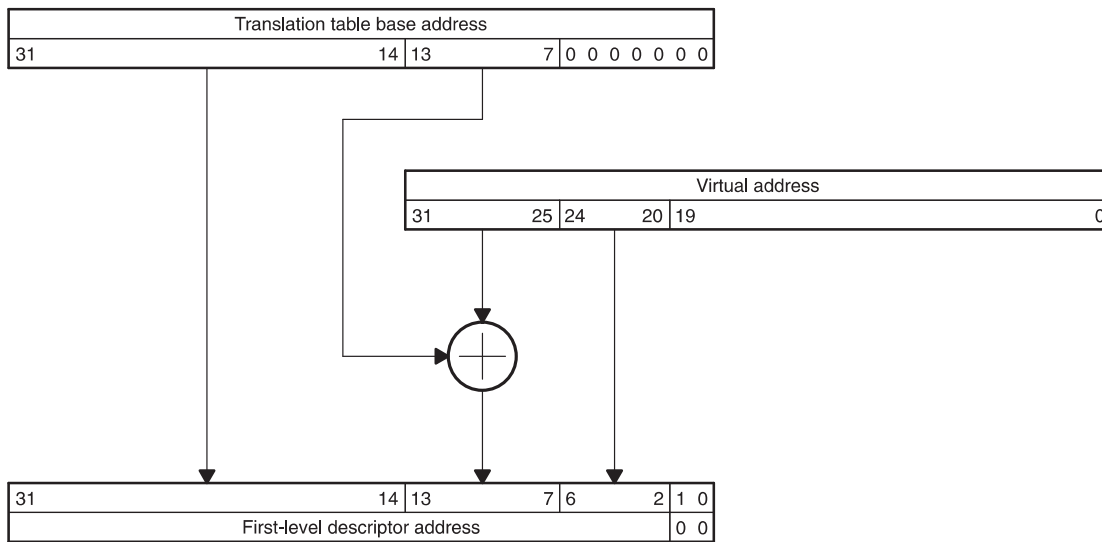 Translation table base address
31 14 13 7 0 0 0 0 0 0 0
Virtual address
31 25 24 20 19 0
31 14 13 7 6 2 1 0
First-level descriptor address 0 0